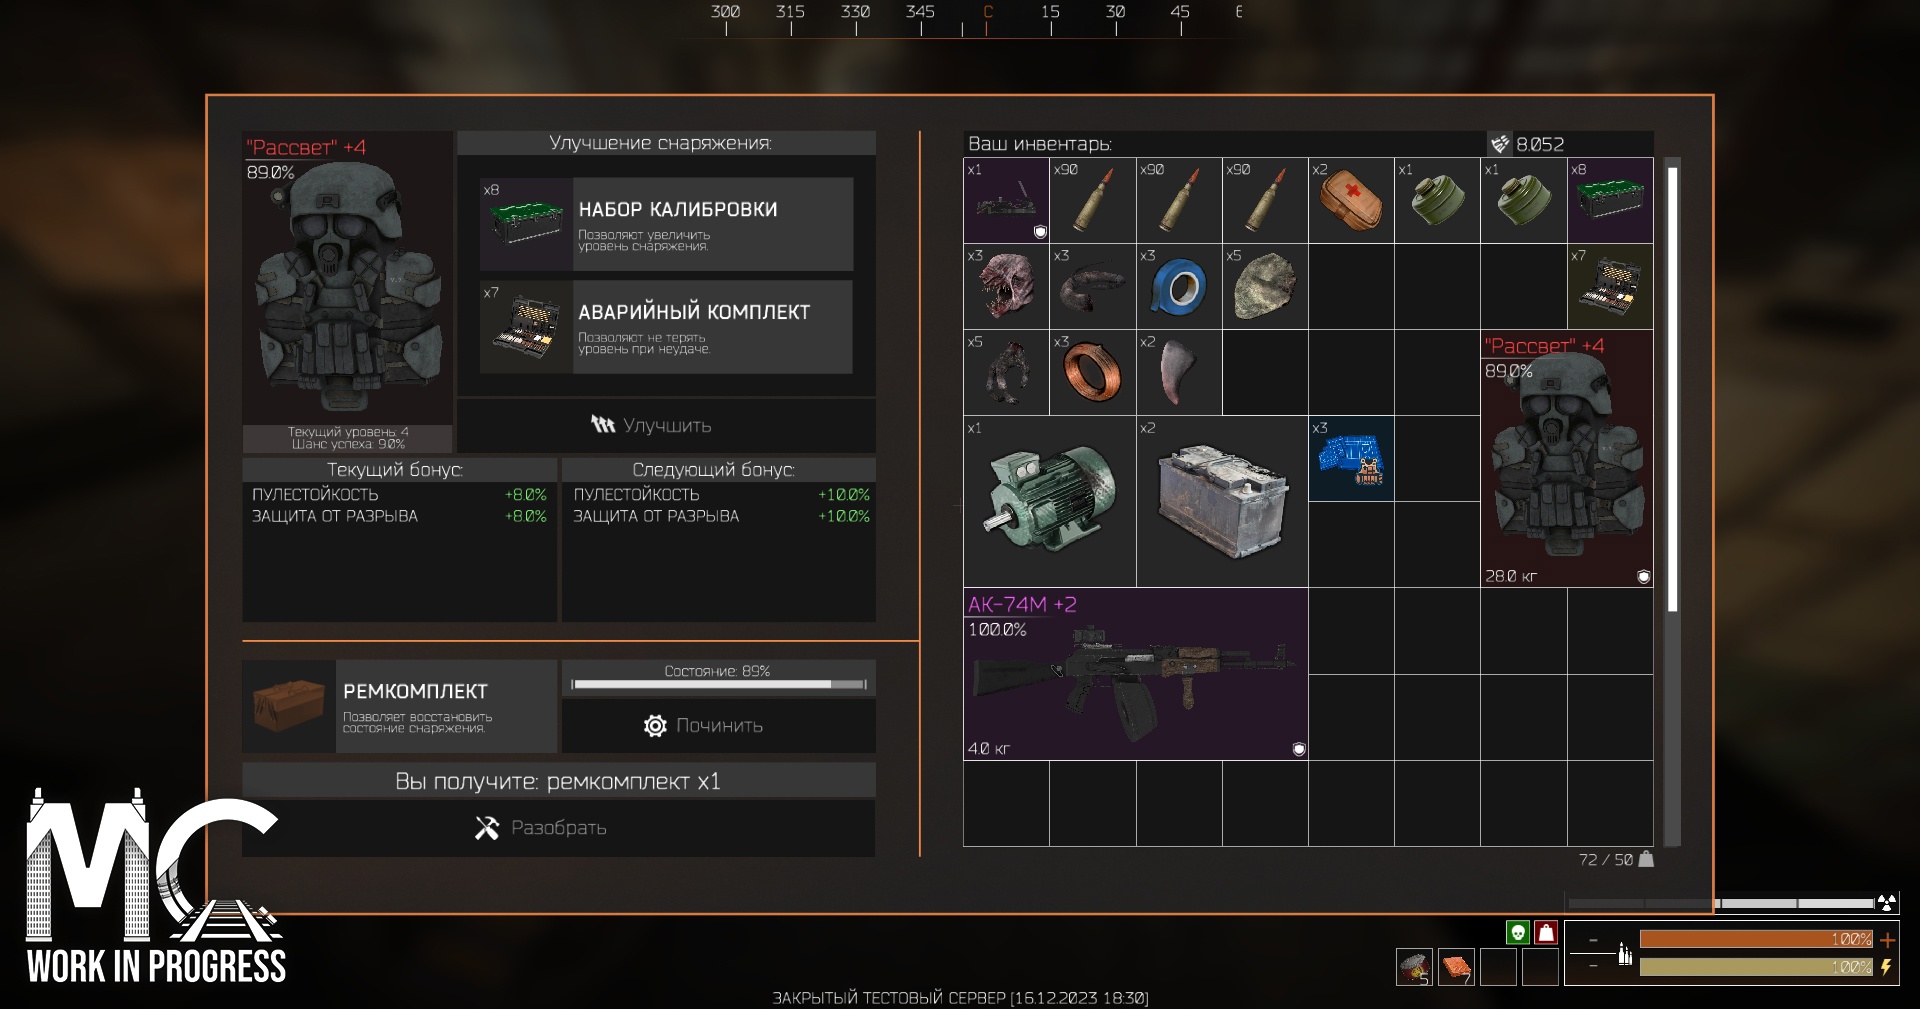 300 315 330 345 С 15 30 45
"Рассвет" +4
89.0%
Текущий уровень: 4
Шанс успеха: 90%
Улучшение снаряжения:
x8
НАБОР КАЛИБРОВКИ
Позволяют увеличить
уровень снаряжения.
x7
АВАРИЙНЫЙ КОМПЛЕКТ
Позволяют не терять
уровень при неудаче.
Улучшить
Текущий бонус:
ПУЛЕСТОЙКОСТЬ +8.0%
ЗАЩИТА ОТ РАЗРЫВА +8.0%
Следующий бонус:
ПУЛЕСТОЙКОСТЬ +10.0%
ЗАЩИТА ОТ РАЗРЫВА +10.0%
РЕМКОМПЛЕКТ
Позволяет восстановить
состояние снаряжения.
Состояние: 89%
Починить
Вы получите: ремкомплект x1
Разобрать
Ваш инвентарь: 8.052
x1 x90 x90 x90 x2 x1 x1 x8
x3 x3 x3 x5 x7
x5 x3 x2
"Рассвет" +4
89.0%
x1 x2 x3
28.0 кг
АК-74М +2
100.0%
4.0 кг
72 / 50
100%
100%
5 7
МС
WORK IN PROGRESS
ЗАКРЫТЫЙ ТЕСТОВЫЙ СЕРВЕР [16.12.2023 18:30]